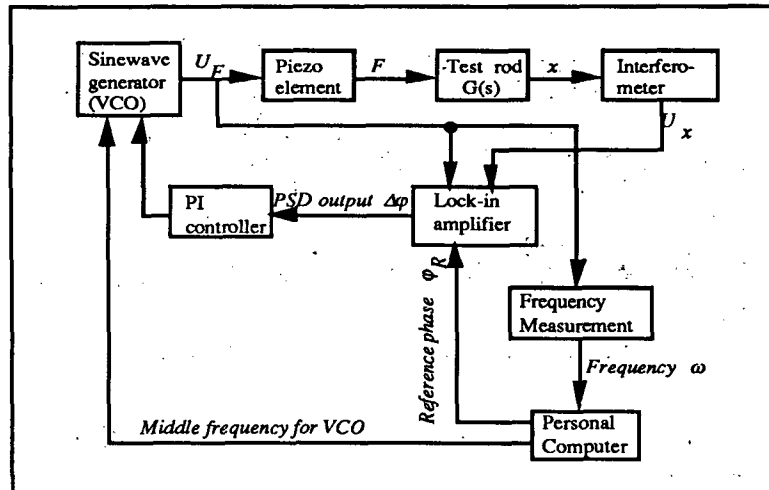 Sinewave
generator
(VCO)
U_F
Piezo
element
F
Test rod
G(s)
x
Interfero-
meter
U_x
PI
controller
PSD output Δφ
Lock-in
amplifier
Reference phase φ_R
Frequency
Measurement
Frequency ω
Middle frequency for VCO
Personal
Computer